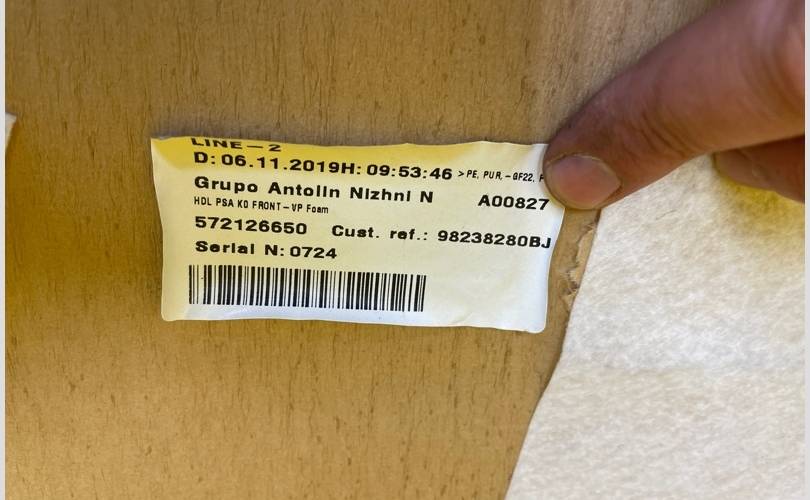 LINE-2
D: 06.11.2019H: 09:53:46 >PE, PUR, -GF22,
Grupo Antolin Nizhni N A00827
HDL PSA K0 FRONT-VP Foam
572126650 Cust. ref.: 98238280BJ
Serial N: 0724